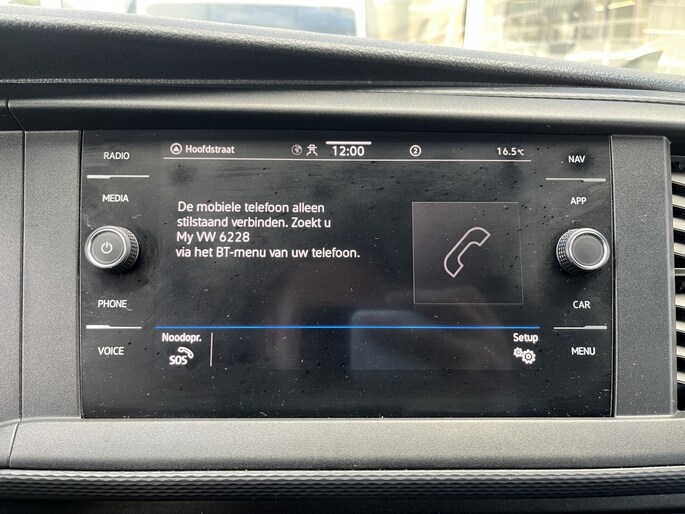 RADIO
MEDIA
PHONE
VOICE
Hoofdstraat
12:00
2
16.5°C
De mobiele telefoon alleen
stilstaand verbinden. Zoekt u
My VW 6228
via het BT-menu van uw telefoon.
Noodopr.
SOS
Setup
NAV
APP
CAR
MENU